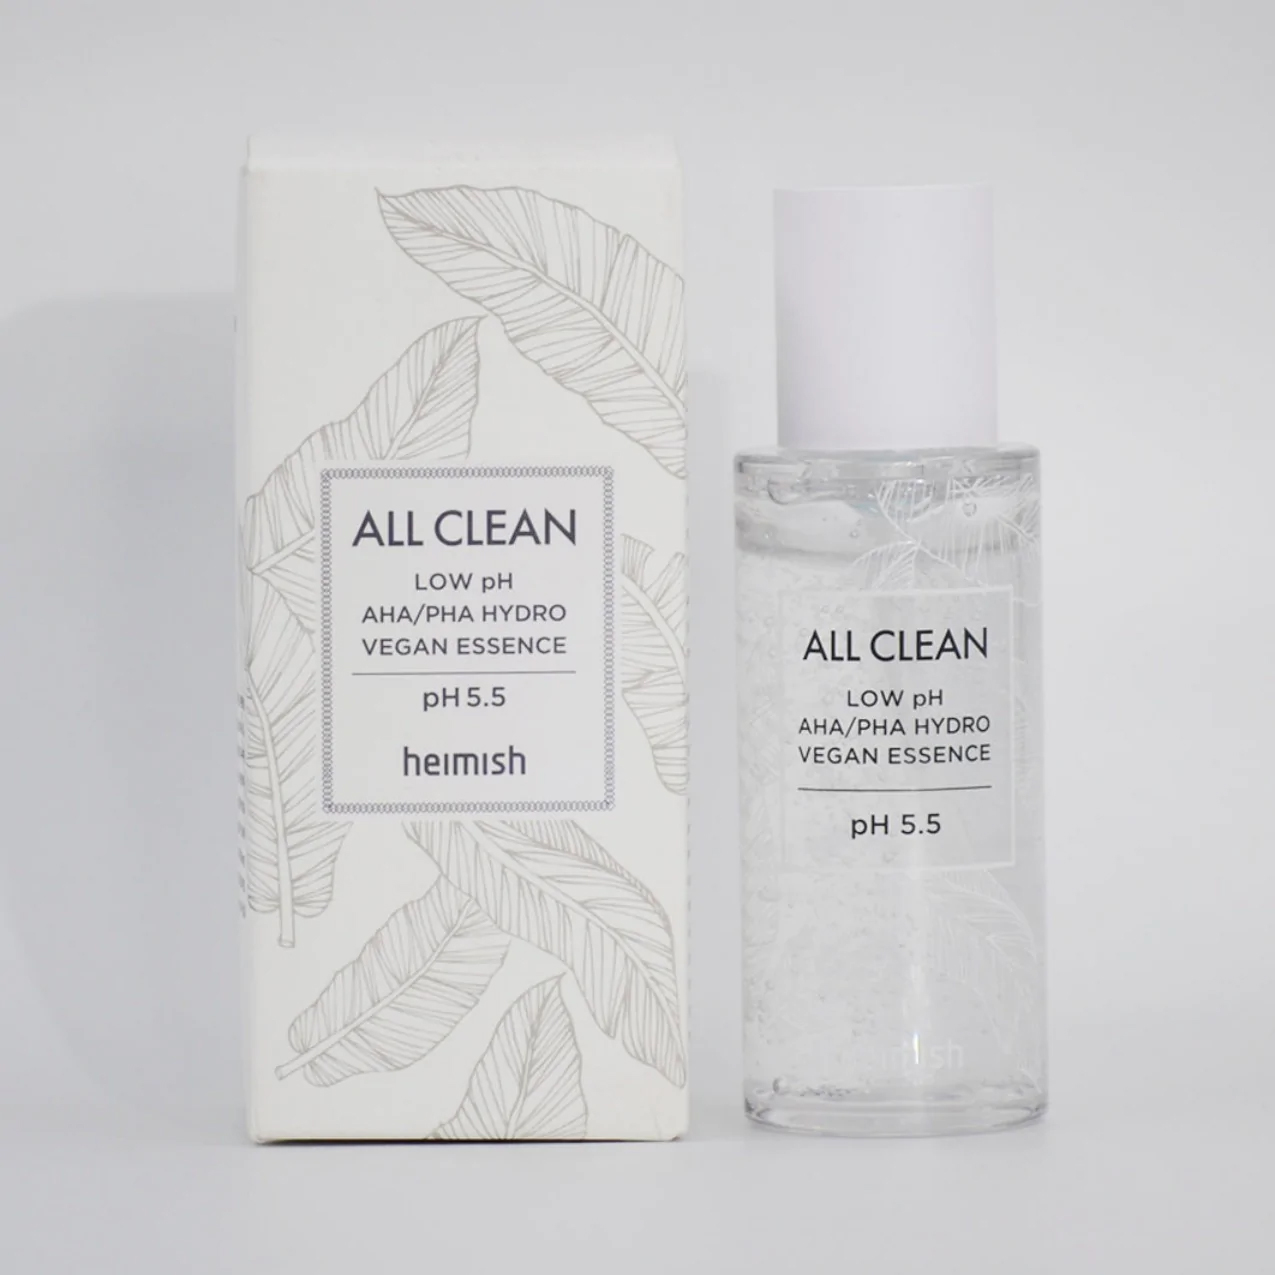 ALL CLEAN
LOW pH
AHA/PHA HYDRO
VEGAN ESSENCE
pH 5.5
heimish
ALL CLEAN
LOW pH
AHA/PHA HYDRO
VEGAN ESSENCE
pH 5.5
heimish